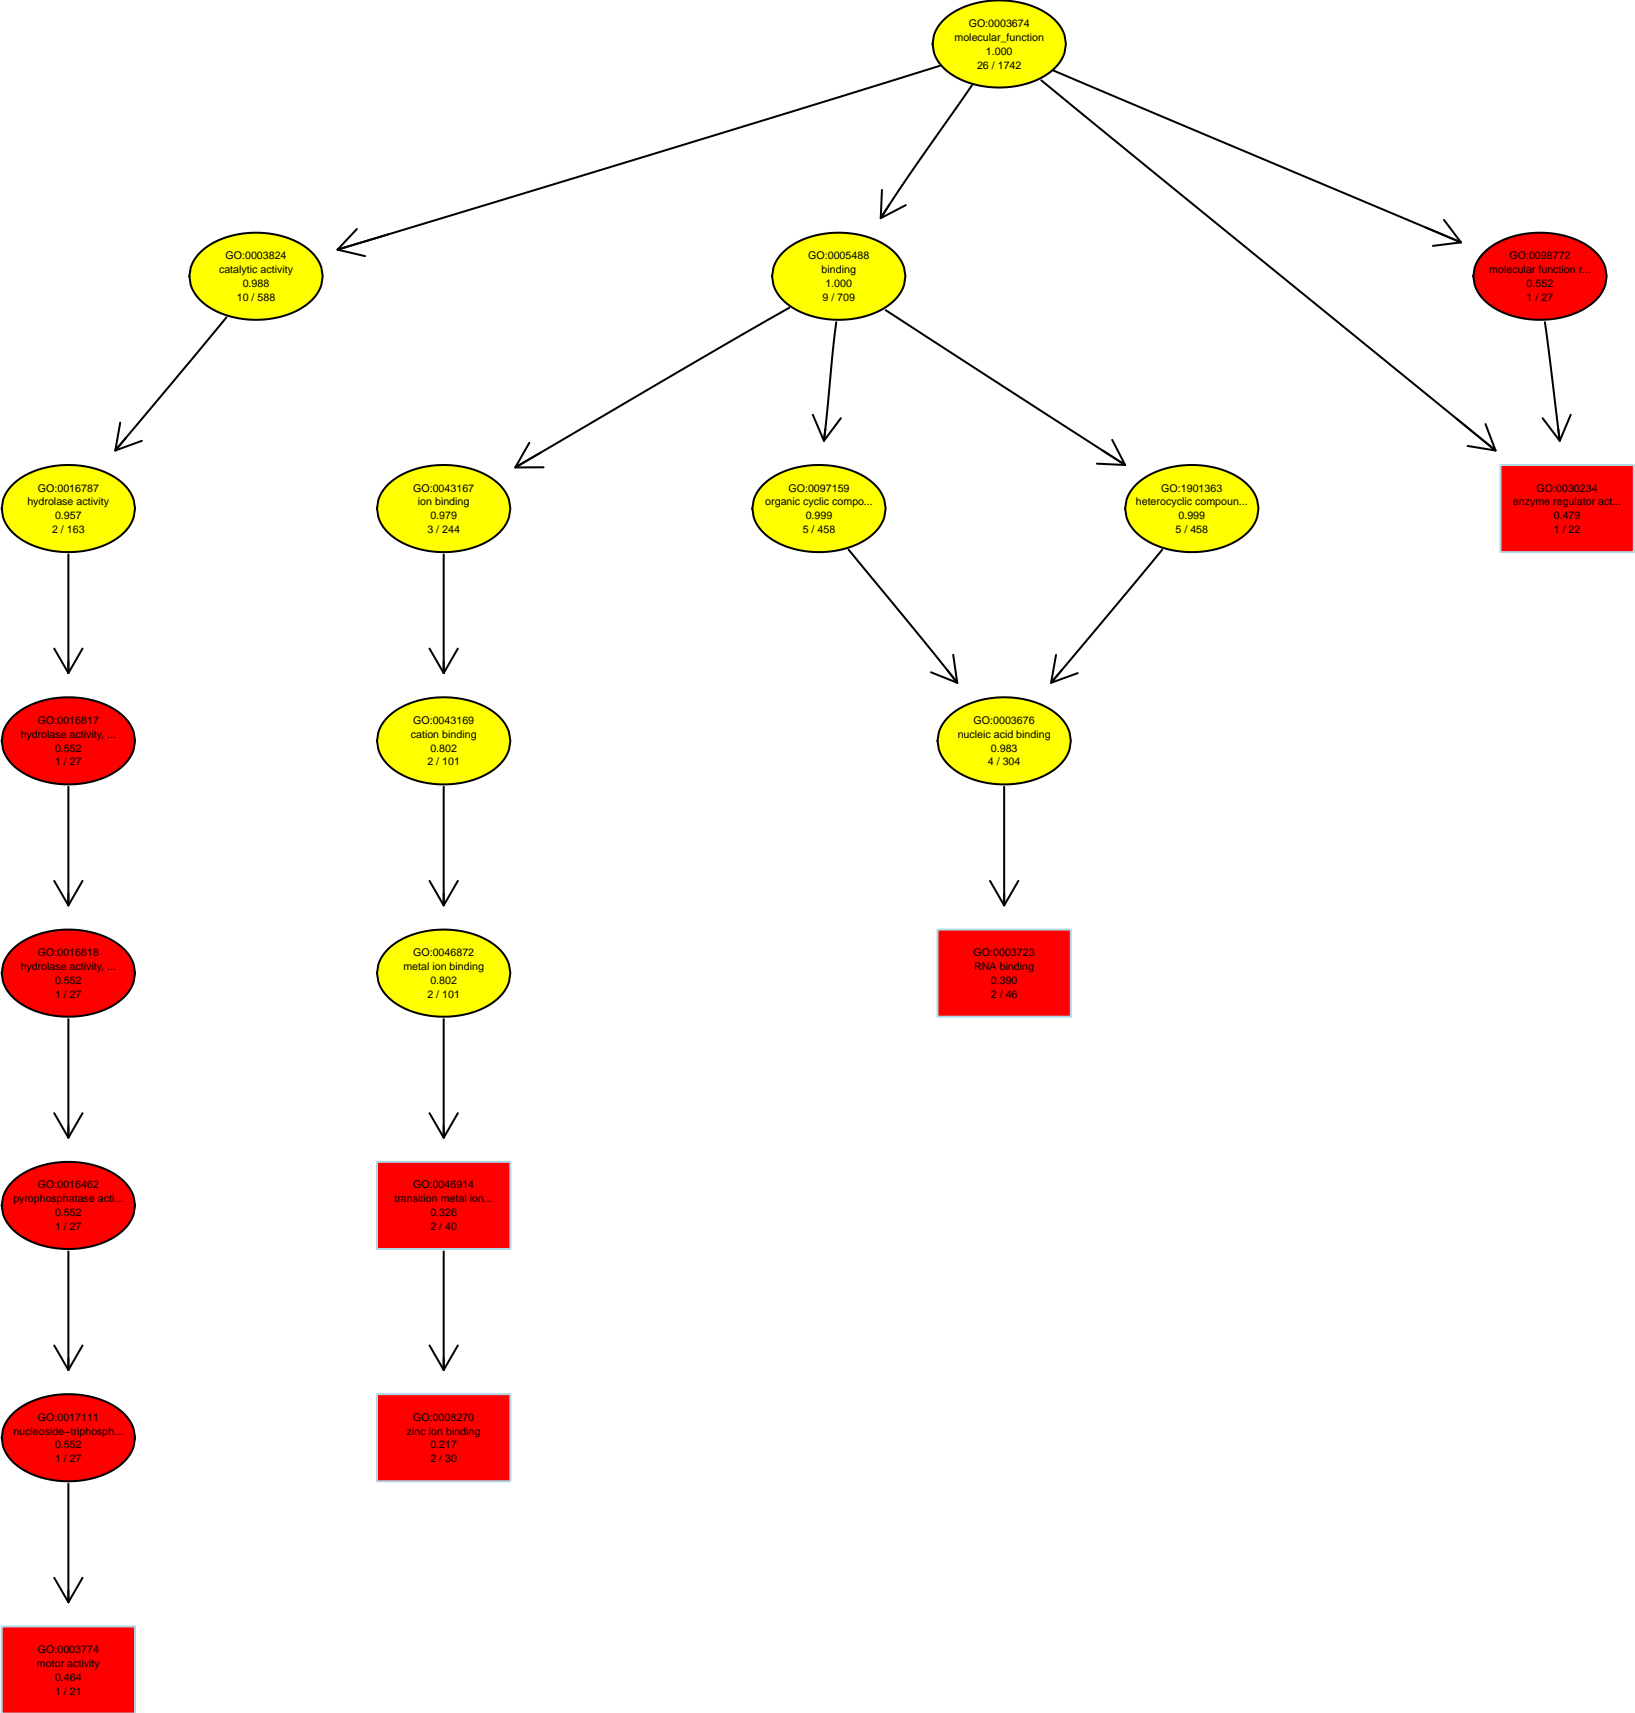 GO:0003674
molecular_function
1.000
26 / 1742
GO:0003824
catalytic activity
0.988
10 / 588
GO:0005488
binding
1.000
9 / 709
GO:0098772
molecular function r...
0.552
1 / 27
GO:0016787
hydrolase activity
0.957
2 / 163
GO:0043167
ion binding
0.979
3 / 244
GO:0097159
organic cyclic compo...
0.999
5 / 458
GO:1901363
heterocyclic compoun...
0.999
5 / 458
GO:0030234
enzyme regulator act...
0.479
1 / 22
GO:0016817
hydrolase activity, ...
0.552
1 / 27
GO:0043169
cation binding
0.802
2 / 101
GO:0003676
nucleic acid binding
0.983
4 / 304
GO:0016818
hydrolase activity, ...
0.552
1 / 27
GO:0046872
metal ion binding
0.802
2 / 101
GO:0003723
RNA binding
0.390
2 / 46
GO:0016462
pyrophosphatase acti...
0.552
1 / 27
GO:0046914
transition metal ion...
0.326
2 / 40
GO:0017111
nucleoside−triphosph...
0.552
1 / 27
GO:0008270
zinc ion binding
0.217
2 / 30
GO:0003774
motor activity
0.464
1 / 21